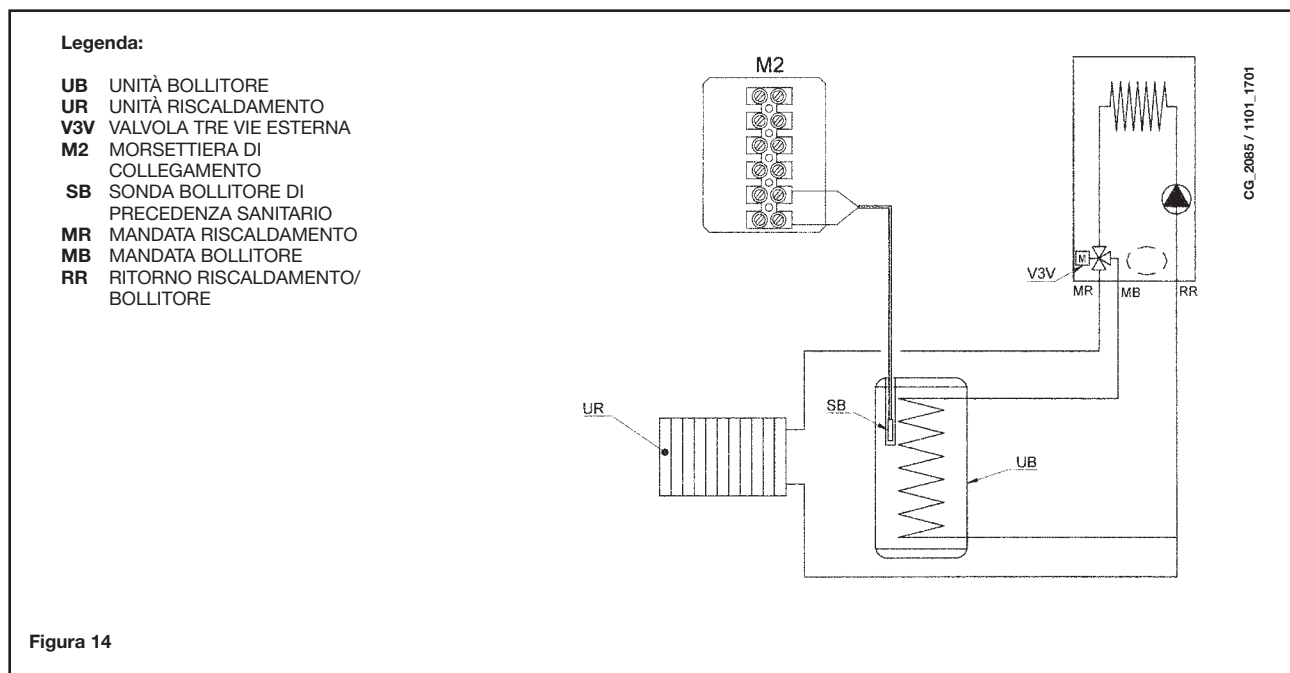 Legenda:
UB UNITÀ BOLLITORE
UR UNITÀ RISCALDAMENTO
V3V VALVOLA TRE VIE ESTERNA
M2 MORSETTIERA DI
COLLEGAMENTO
SB SONDA BOLLITORE DI
PRECEDENZA SANITARIO
MR MANDATA RISCALDAMENTO
MB MANDATA BOLLITORE
RR RITORNO RISCALDAMENTO/
BOLLITORE
M2
CG_2085 / 1101_1701
M
V3V
MR
MB
RR
UR
SB
UB
Figura 14